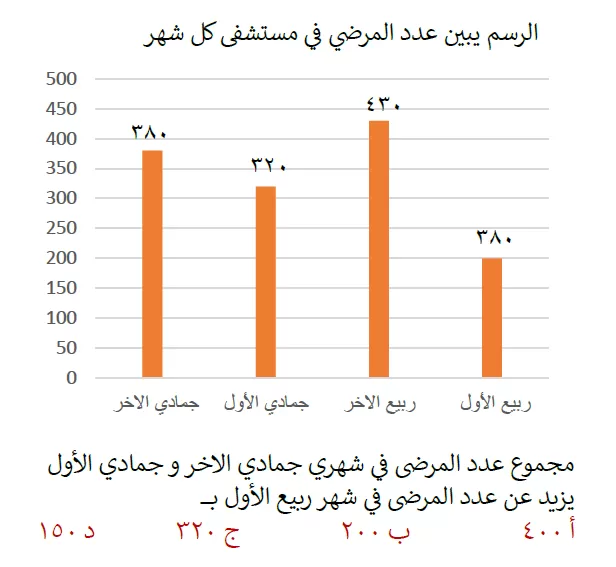 الرسم يبين عدد المرضي في مستشفى كل شهر
500
450
400
350
300
250
200
150
100
50
0
٣٨٠
٣٢٠
٤٣٠
٣٨٠
ربيع الأول
ربيع الاخر
جمادي الأول
جمادي الاخر
مجموع عدد المرضى في شهري جمادي الاخر و جمادي الأول
يزيد عن عدد المرضى في شهر ربيع الأول بـ
أ ٤٠٠ ب ٢٠٠ ج ٣٢٠ د ١٥٠